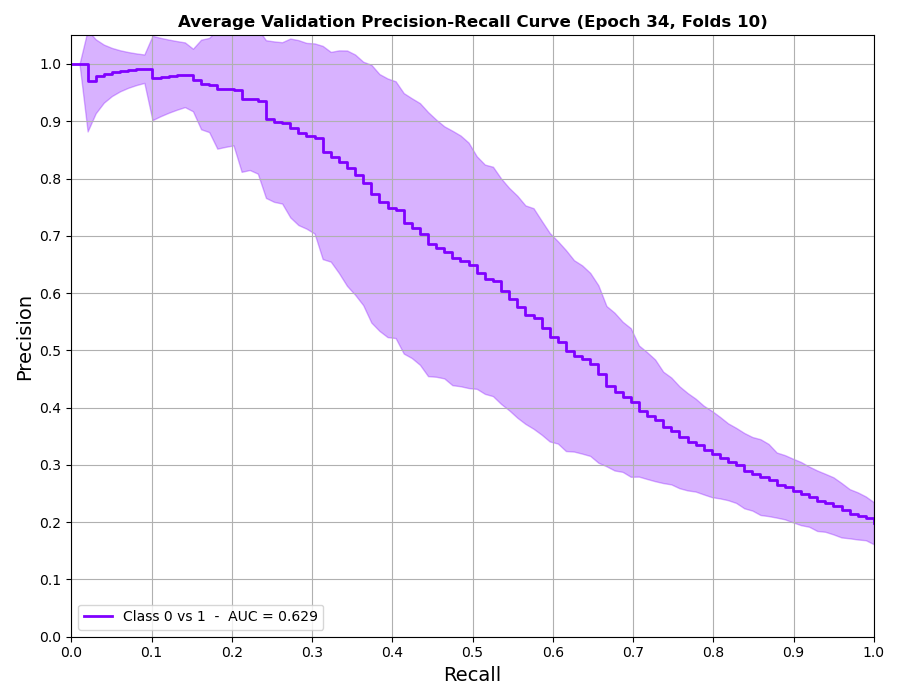 Average Validation Precision-Recall Curve (Epoch 34, Folds 10)
Precision
1.0
0.9
0.8
0.7
0.6
0.5
0.4
0.3
0.2
0.1
0.0
Class 0 vs 1 - AUC = 0.629
0.0 0.1 0.2 0.3 0.4 0.5 0.6 0.7 0.8 0.9 1.0
Recall